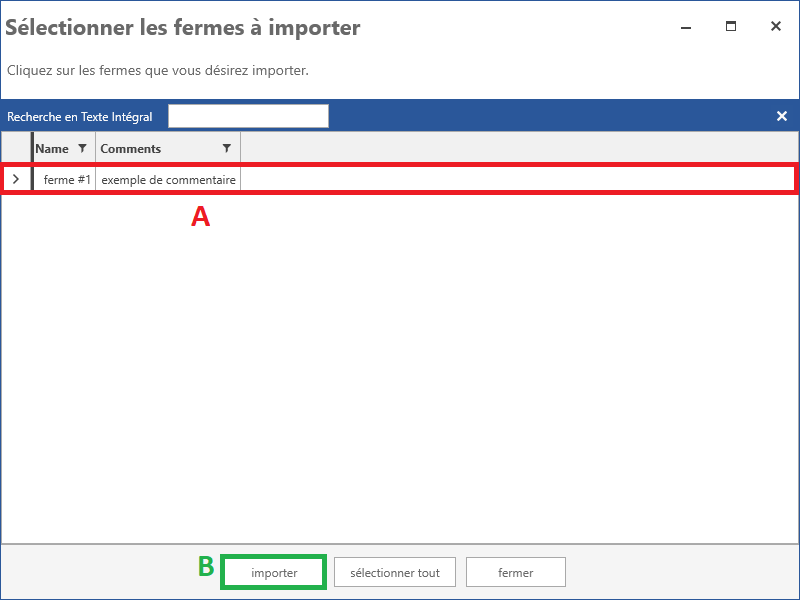 Sélectionner les fermes à importer
Cliquez sur les fermes que vous désirez importer.
Recherche en Texte Intégral
Name Comments
ferme #1 exemple de commentaire
A
B importer sélectionner tout fermer